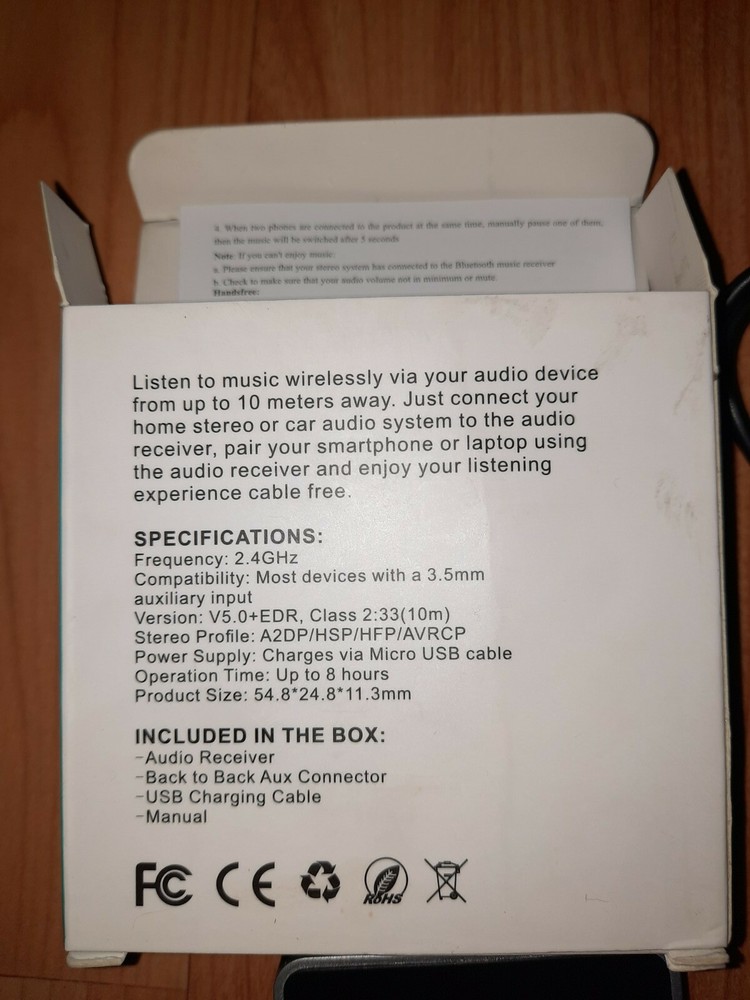 4. When two phones are connected to the product at the same time, manually pause one of them,
then the music will be switched after 5 seconds
Note: If you can't enjoy music:
a. Please ensure that your stereo system has connected to the Bluetooth music receiver
b. Check to make sure that your audio volume not in minimum or mute.
Handsfree:
Listen to music wirelessly via your audio device
from up to 10 meters away. Just connect your
home stereo or car audio system to the audio
receiver, pair your smartphone or laptop using
the audio receiver and enjoy your listening
experience cable free.
SPECIFICATIONS:
Frequency: 2.4GHz
Compatibility: Most devices with a 3.5mm
auxiliary input
Version: V5.0+EDR, Class 2:33(10m)
Stereo Profile: A2DP/HSP/HFP/AVRCP
Power Supply: Charges via Micro USB cable
Operation Time: Up to 8 hours
Product Size: 54.8*24.8*11.3mm
INCLUDED IN THE BOX:
-Audio Receiver
-Back to Back Aux Connector
-USB Charging Cable
-Manual
FC CE RoHS